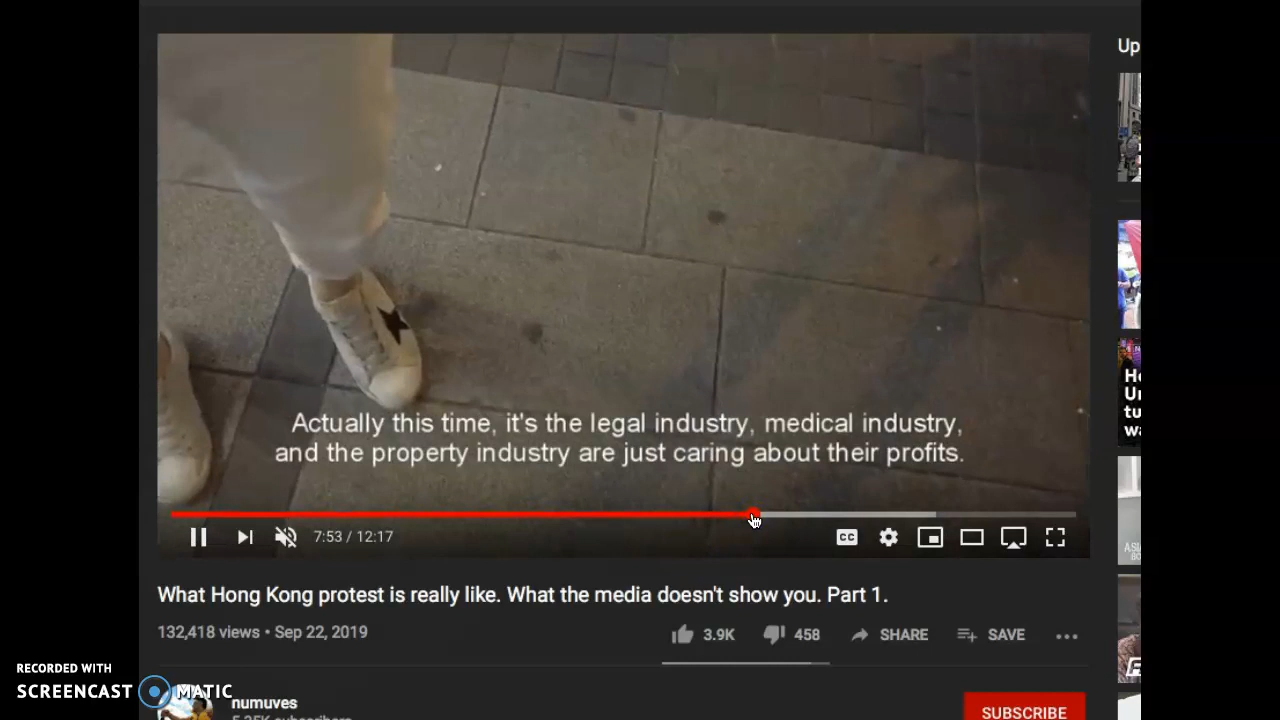 Up
Actually this time, it's the legal industry, medical industry,
and the property industry are just caring about their profits.
7:53 / 12:17
CC
What Hong Kong protest is really like. What the media doesn't show you. Part 1.
132,418 views • Sep 22, 2019
3.9K
458
SHARE
SAVE
RECORDED WITH
SCREENCAST MATIC
numuves
SUBSCRIBE